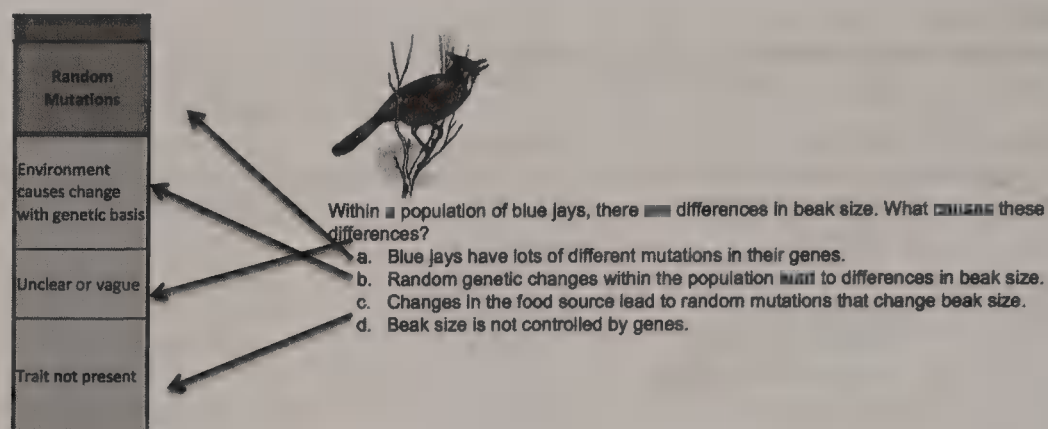 Random
Mutations
Environment
causes change
with genetic basis
Unclear or vague
Trait not present
Within population of blue jays, there differences in beak size. What these
differences?
a. Blue jays have lots of different mutations in their genes.
b. Random genetic changes within the population to differences in beak size.
c. Changes in the food source lead to random mutations that change beak size.
d. Beak size is not controlled by genes.